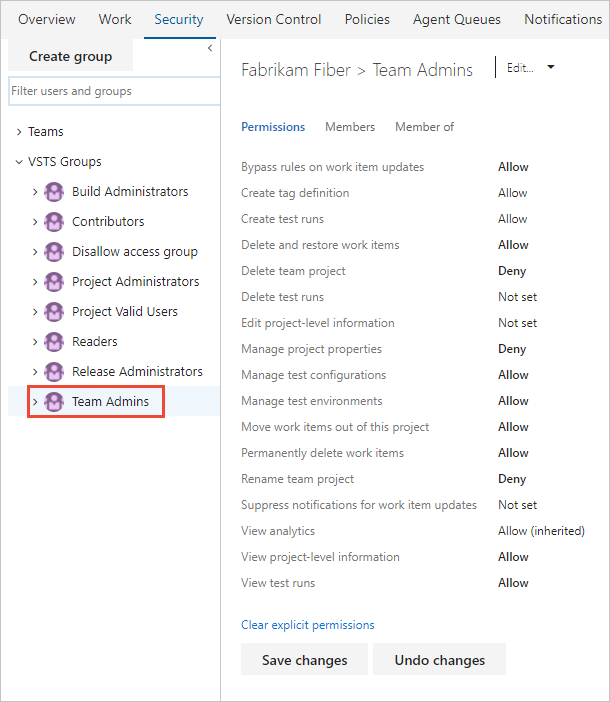 Overview Work Security Version Control Policies Agent Queues Notifications
Create group
Filter users and groups
Teams
VSTS Groups
Build Administrators
Contributors
Disallow access group
Project Administrators
Project Valid Users
Readers
Release Administrators
Team Admins
Fabrikam Fiber > Team Admins Edit...
Permissions Members Member of
Bypass rules on work item updates Allow
Create tag definition Allow
Create test runs Allow
Delete and restore work items Allow
Delete team project Deny
Delete test runs Not set
Edit project-level information Not set
Manage project properties Deny
Manage test configurations Allow
Manage test environments Allow
Move work items out of this project Allow
Permanently delete work items Allow
Rename team project Deny
Suppress notifications for work item updates Not set
View analytics Allow (inherited)
View project-level information Allow
View test runs Allow
Clear explicit permissions
Save changes Undo changes